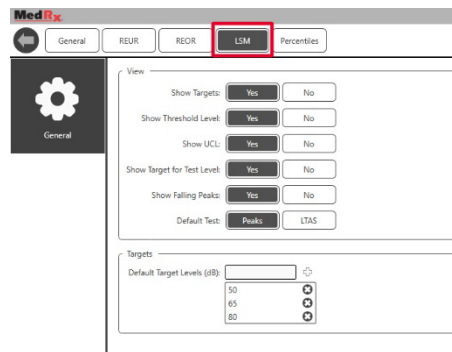 MedRx
General REUR REOR LSM Percentiles
General
View
Show Targets: Yes No
Show Threshold Level: Yes No
Show UCL: Yes No
Show Target for Test Level: Yes No
Show Falling Peaks: Yes No
Default Test: Peaks LTAS
Targets
Default Target Levels (dB):
50
65
80